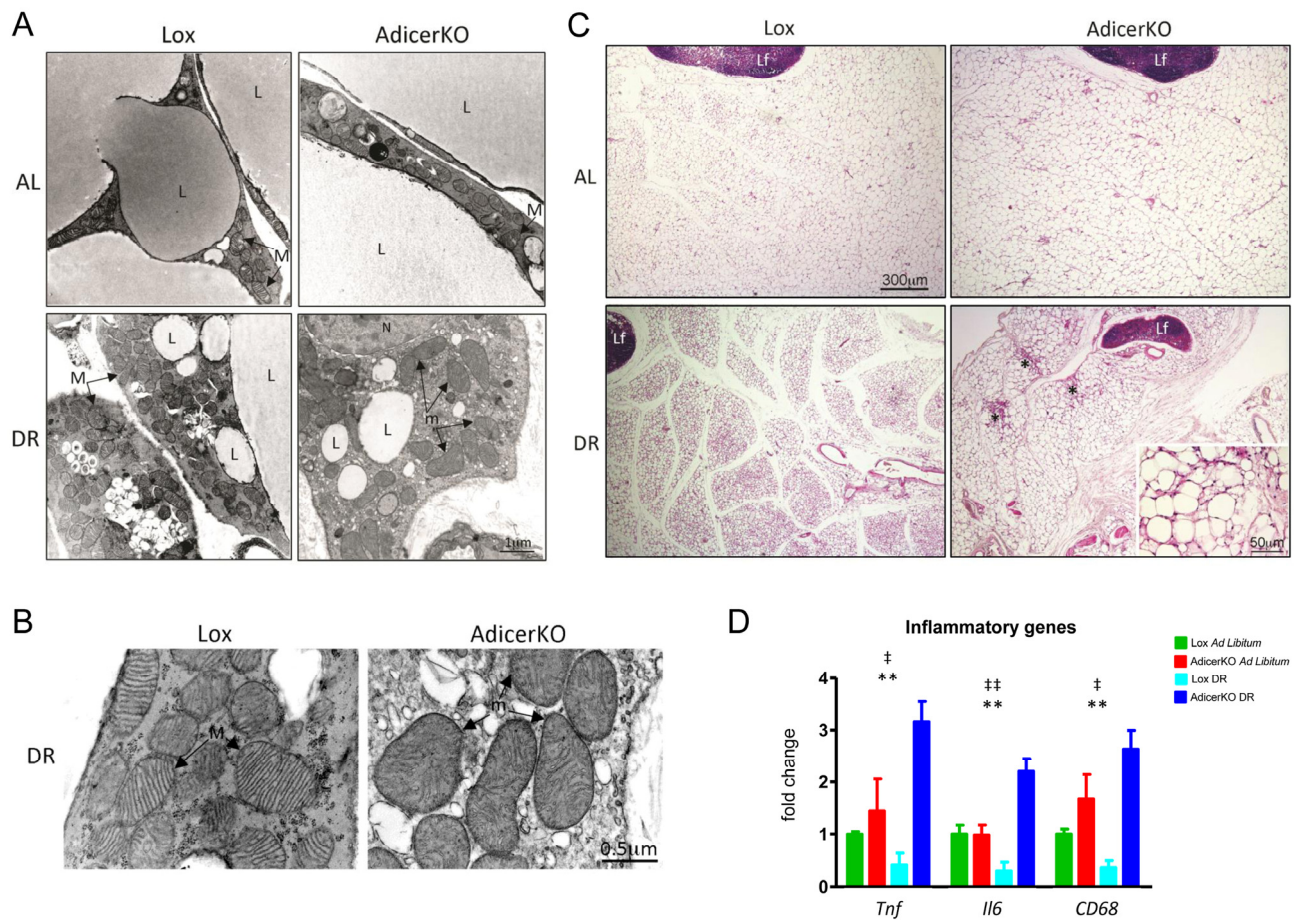 A
Lox
AdicerKO
AL
L
L
L
M
L
L
M
DR
L
L
L
M
N
m
L
L
1μm
B
Lox
AdicerKO
DR
M
m
0.5μm
C
Lox
AdicerKO
AL
Lf
300μm
Lf
DR
Lf
Lf
*
*
*
50μm
D
Inflammatory genes
Lox Ad Libitum
AdicerKO Ad Libitum
Lox DR
AdicerKO DR
‡
**
‡‡
**
‡
**
fold change
4
3
2
1
0
Tnf
Il6
CD68